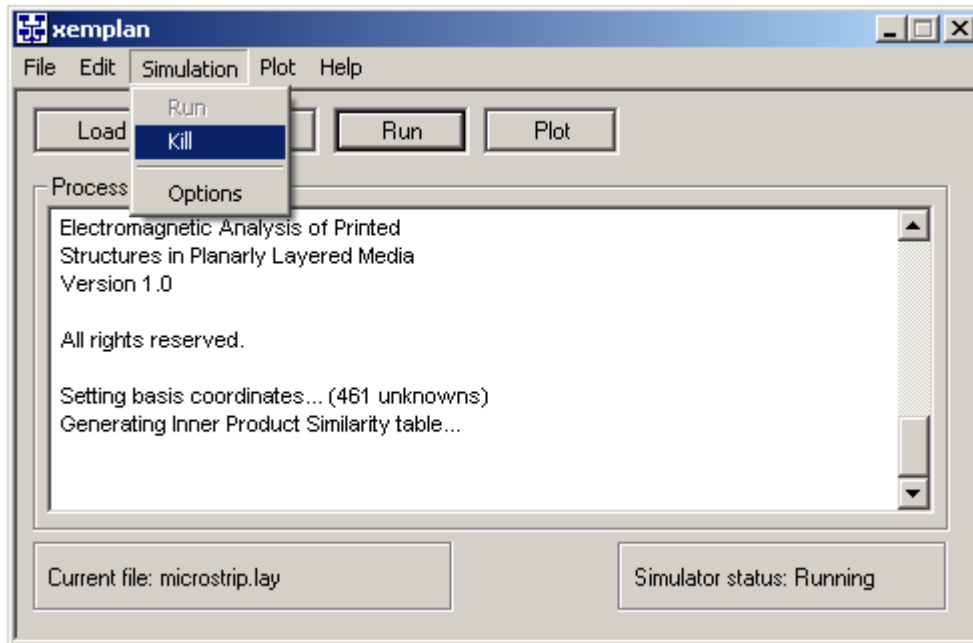 xemplan
File Edit Simulation Plot Help
Run
Kill
Options
Load Run Plot
Process
Electromagnetic Analysis of Printed
Structures in Planarly Layered Media
Version 1.0
All rights reserved.
Setting basis coordinates... (461 unknowns)
Generating Inner Product Similarity table...
Current file: microstrip.lay
Simulator status: Running